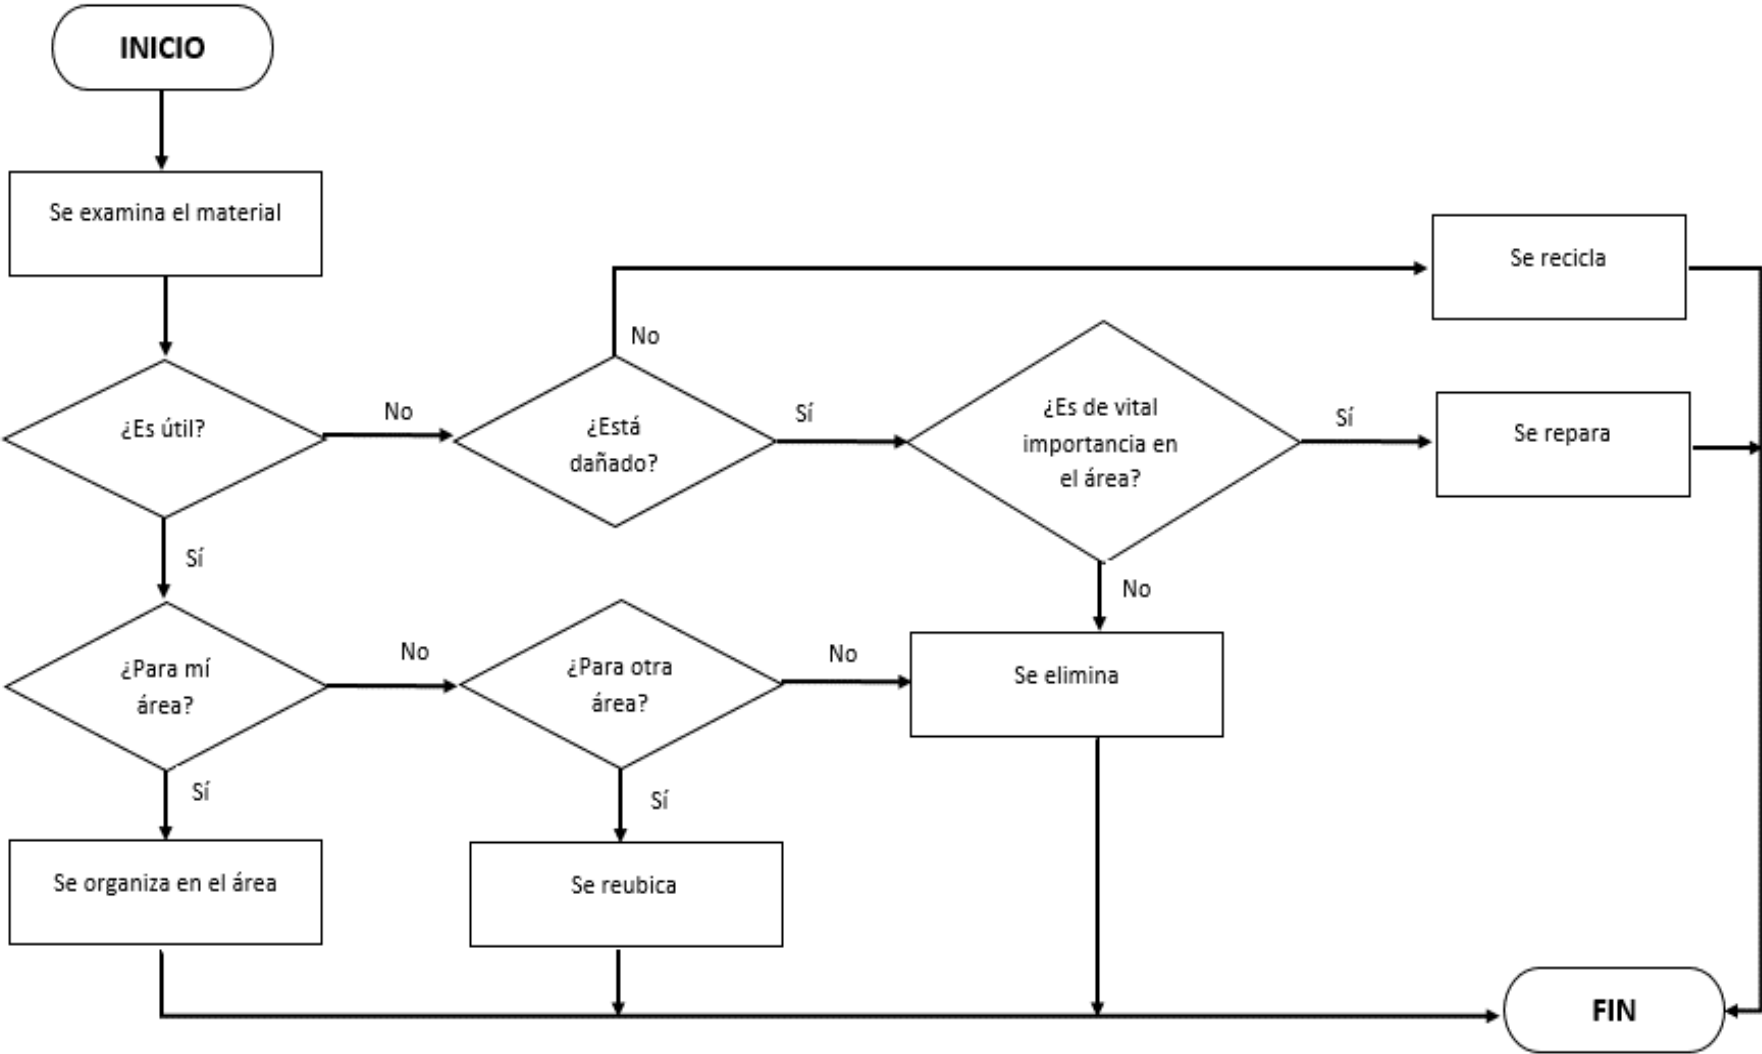 INICIO
Se examina el material
Se recicla
No
¿Es útil?
No
¿Está
dañado?
Sí
¿Es de vital
importancia en
el área?
Sí
Se repara
Sí
No
¿Para mí
área?
No
¿Para otra
área?
No
Se elimina
Sí
Sí
Se organiza en el área
Se reubica
FIN